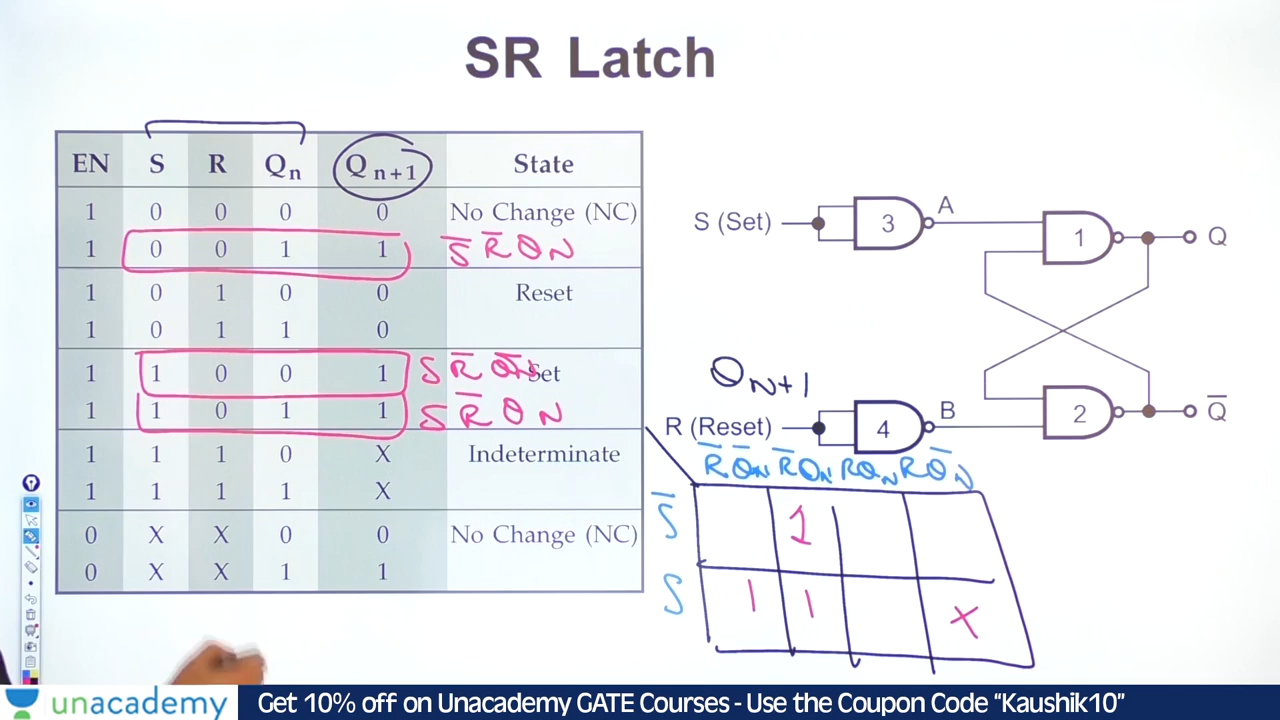 SR Latch
EN S R Qn Qn+1 State
1 0 0 0 0 No Change (NC)
1 0 0 1 1 S̅ R̅ QN
1 0 1 0 0 Reset
1 0 1 1 0
1 1 0 0 1 S R̅ Q̅N Set
1 1 0 1 1 S R̅ QN
1 1 1 0 X Indeterminate
1 1 1 1 X
0 X X 0 0 No Change (NC)
0 X X 1 1
S (Set) 3 A 1 Q
QN+1
R (Reset) 4 B 2 Q̅
R̅Q̅N R̅QN RQN RQ̅N
S̅ 1
S 1 1 X
unacademy
Get 10% off on Unacademy GATE Courses - Use the Coupon Code “Kaushik10”